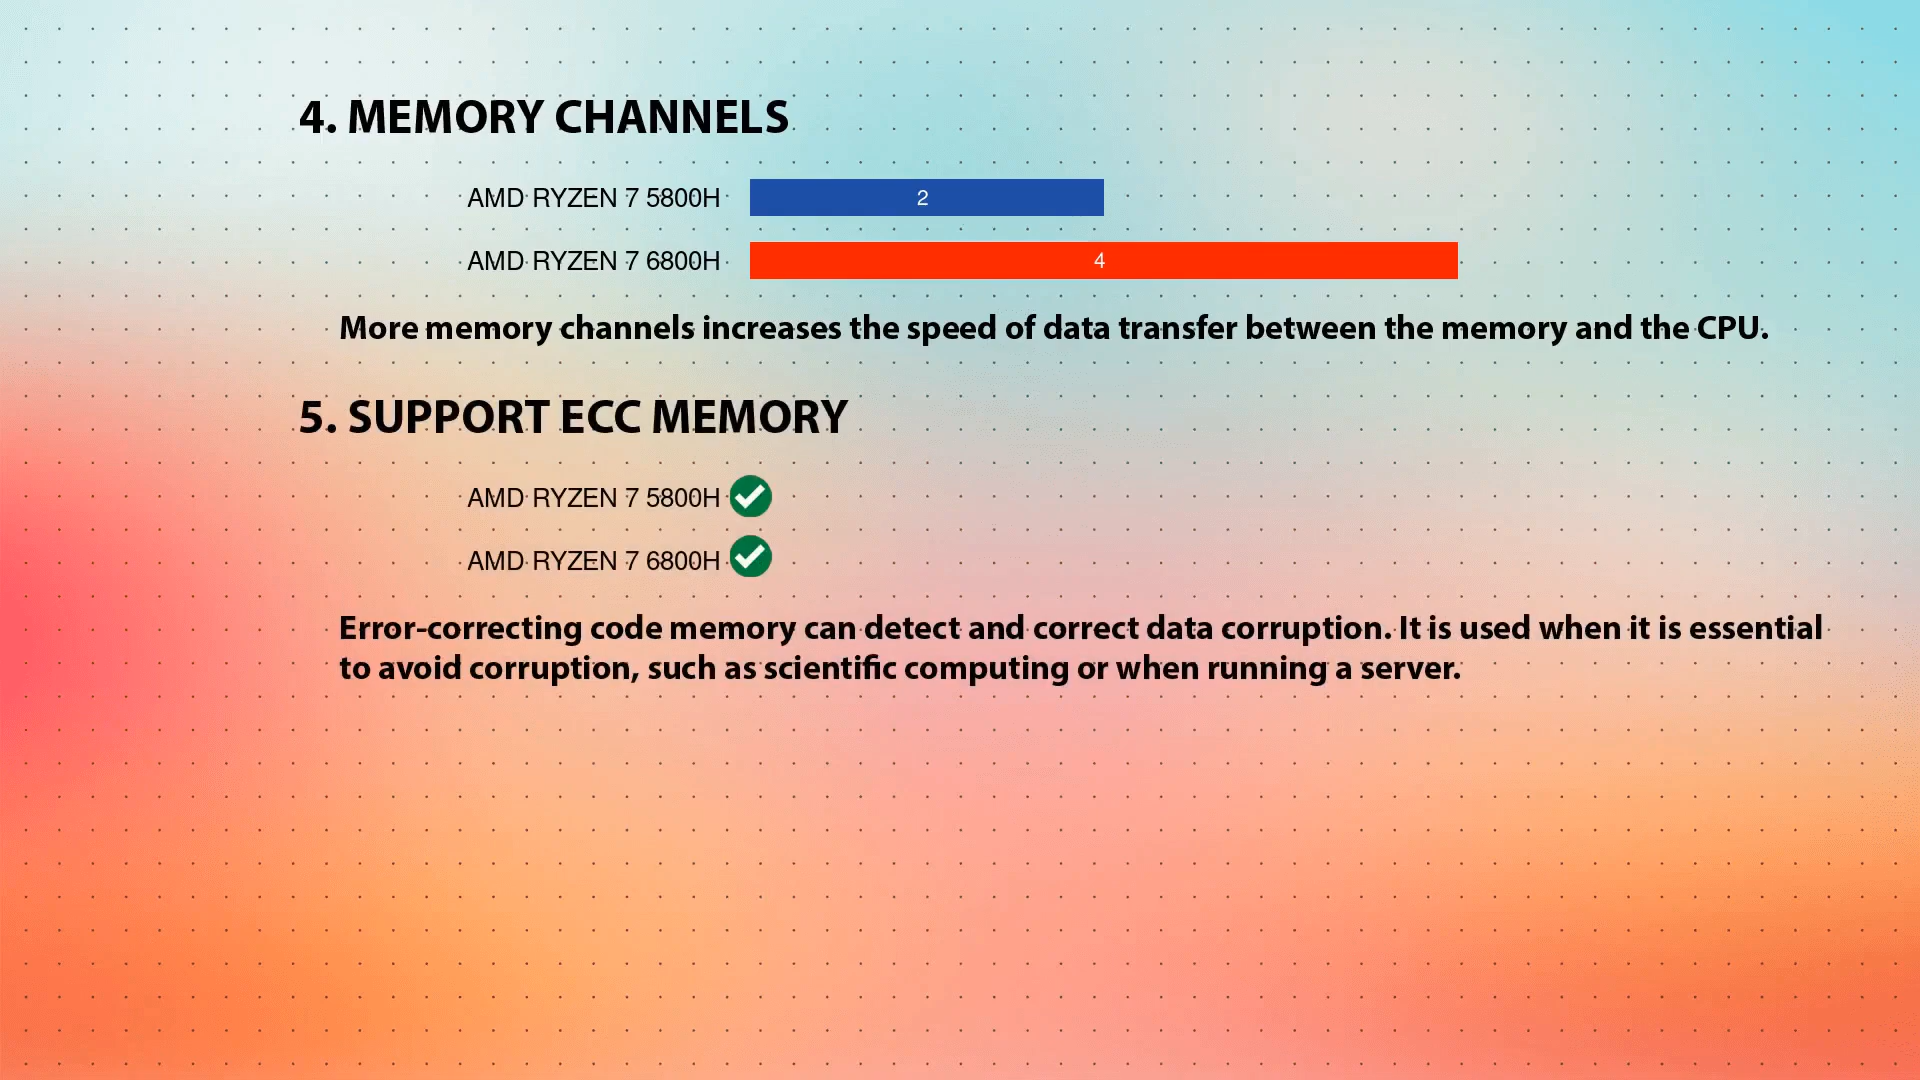 4. MEMORY CHANNELS
AMD RYZEN 7 5800H 2
AMD RYZEN 7 6800H 4
More memory channels increases the speed of data transfer between the memory and the CPU.
5. SUPPORT ECC MEMORY
AMD RYZEN 7 5800H
AMD RYZEN 7 6800H
Error-correcting code memory can detect and correct data corruption. It is used when it is essential
to avoid corruption, such as scientific computing or when running a server.